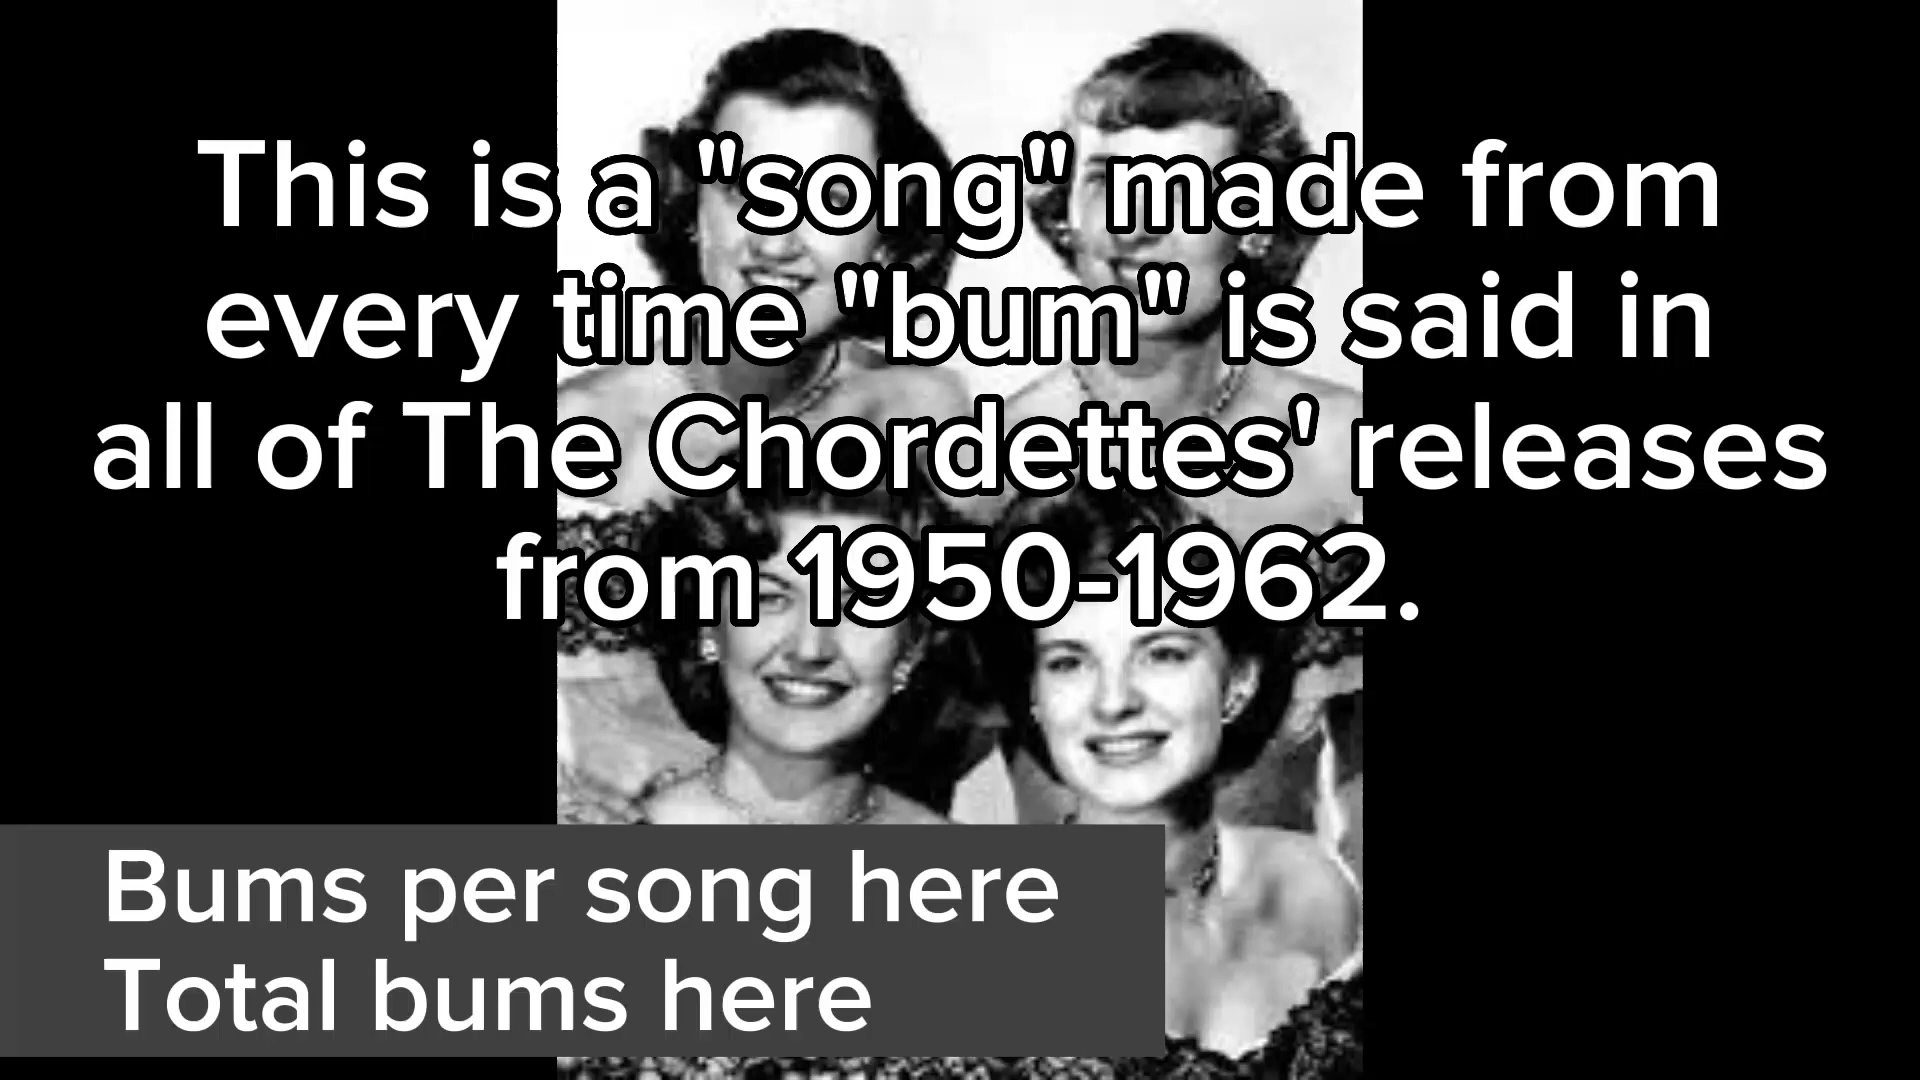 This is a "song" made from
every time "bum" is said in
all of The Chordettes' releases
from 1950-1962.
Bums per song here
Total bums here